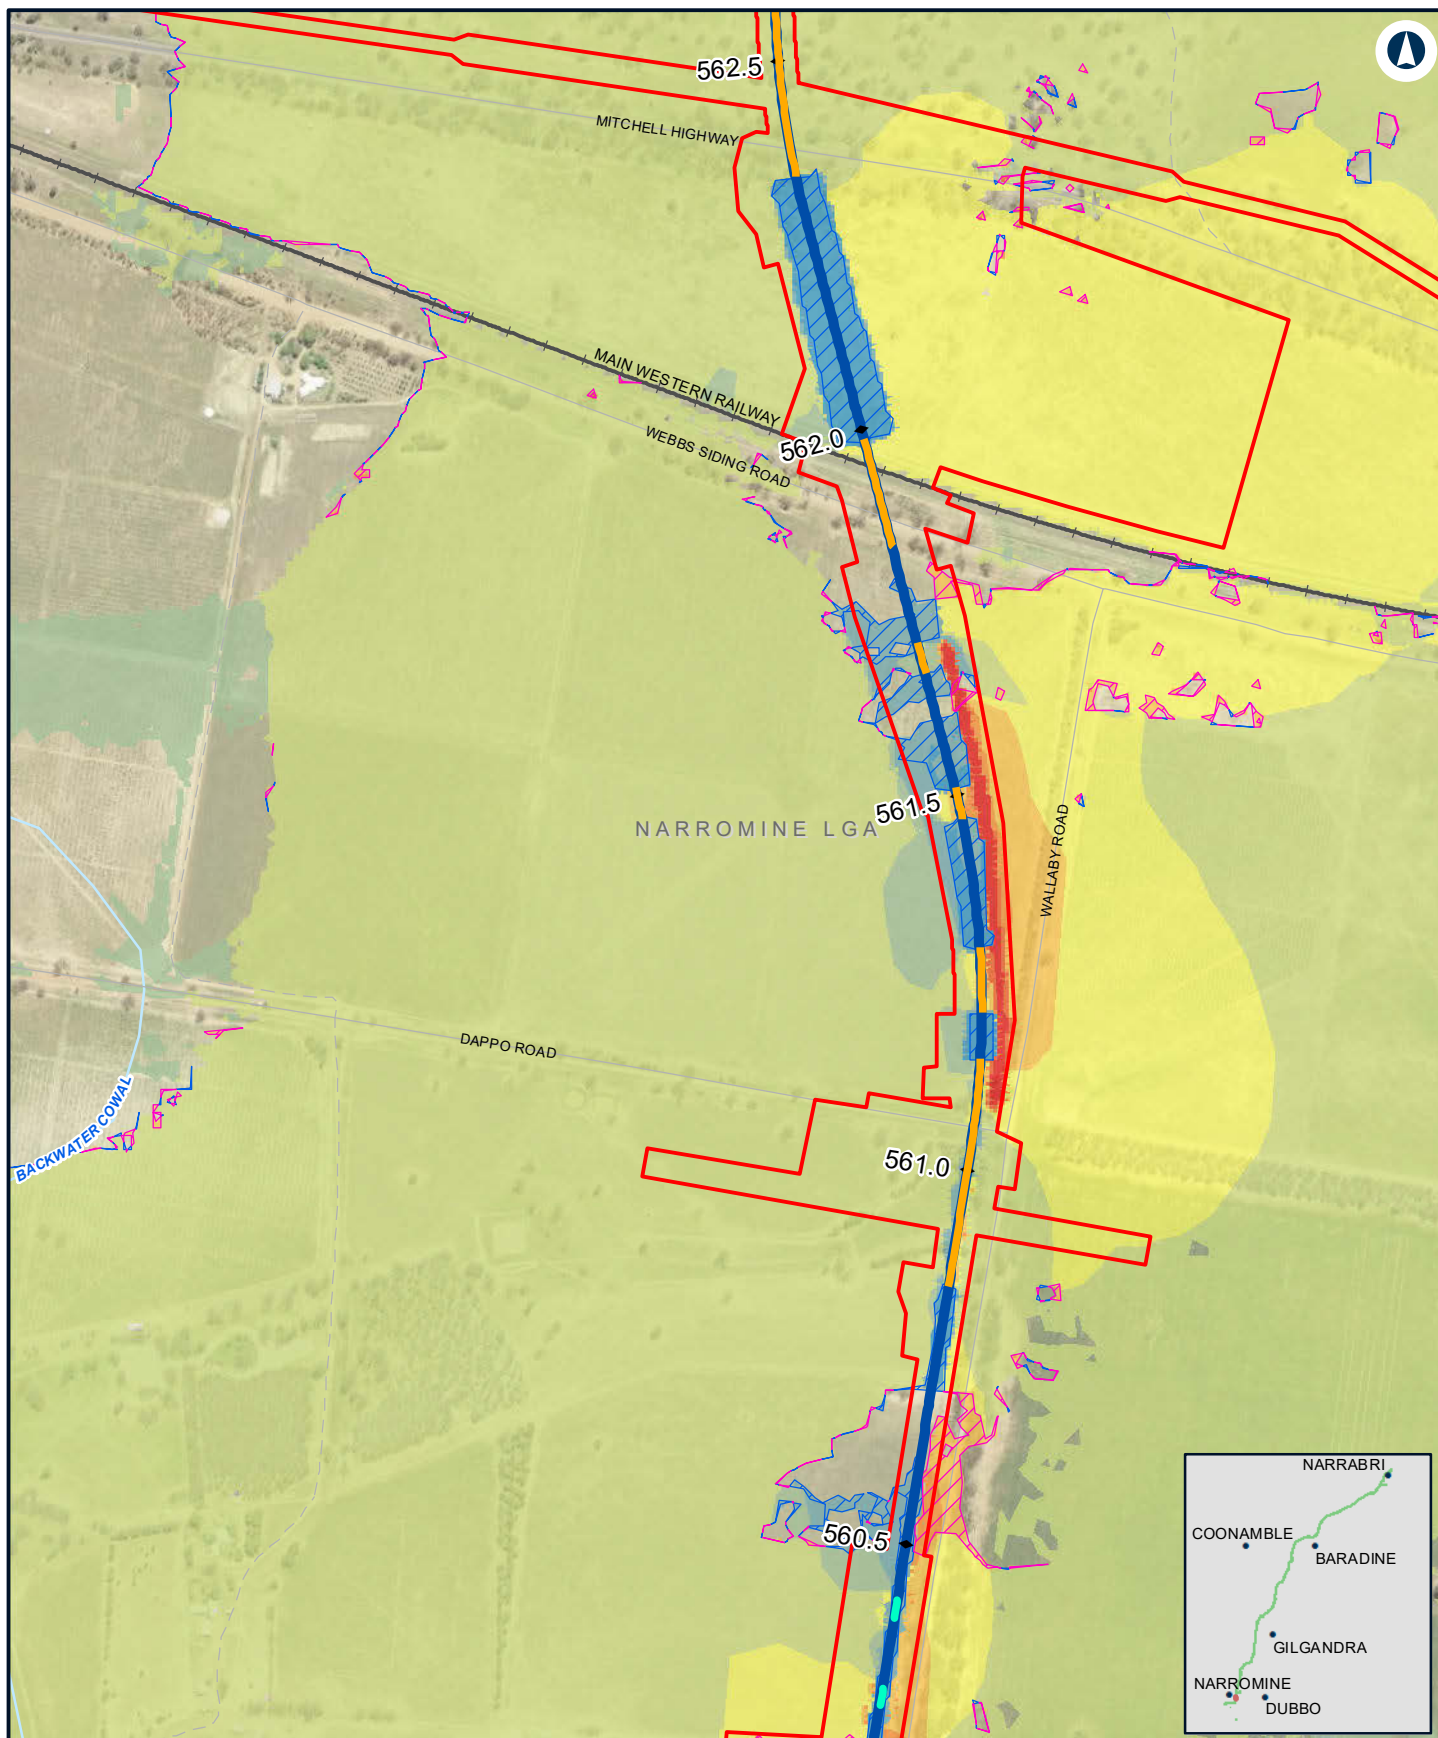 562.5
MITCHELL HIGHWAY
MAIN WESTERN RAILWAY
562.0
WEBBS SIDING ROAD
561.5
NARROMINE LGA
WALLABY ROAD
DAPPO ROAD
BACKWATER COWAL
561.0
560.5
NARRABRI
COONAMBLE
BARADINE
GILGANDRA
NARROMINE
DUBBO